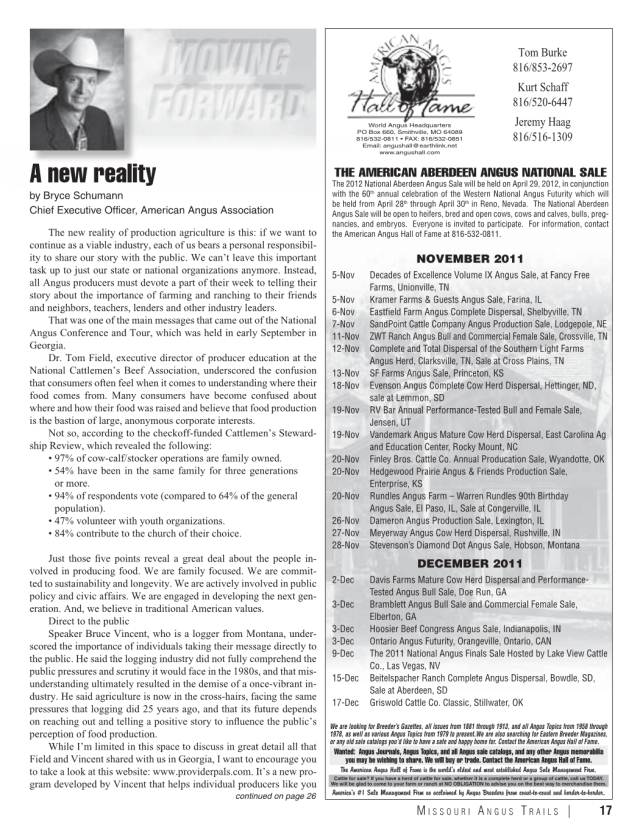 MOVING
FORWARD
A new reality
by Bryce Schumann
Chief Executive Officer, American Angus Association
The new reality of production agriculture is this: if we want to
continue as a viable industry, each of us bears a personal responsibil-
ity to share our story with the public. We can't leave this important
task up to just our state or national organizations anymore. Instead,
all Angus producers must devote a part of their week to telling their
story about the importance of farming and ranching to their friends
and neighbors, teachers, lenders and other industry leaders.
That was one of the main messages that came out of the National
Angus Conference and Tour, which was held in early September in
Georgia.
Dr. Tom Field, executive director of producer education at the
National Cattlemen's Beef Association, underscored the confusion
that consumers often feel when it comes to understanding where their
food comes from. Many consumers have become confused about
where and how their food was raised and believe that food production
is the bastion of large, anonymous corporate interests.
Not so, according to the checkoff-funded Cattlemen's Steward-
ship Review, which revealed the following:
• 97% of cow-calf/stocker operations are family owned.
• 54% have been in the same family for three generations
or more.
• 94% of respondents vote (compared to 64% of the general
population).
• 47% volunteer with youth organizations.
• 84% contribute to the church of their choice.
Just those five points reveal a great deal about the people in-
volved in producing food. We are family focused. We are commit-
ted to sustainability and longevity. We are actively involved in public
policy and civic affairs. We are engaged in developing the next gen-
eration. And, we believe in traditional American values.
Direct to the public
Speaker Bruce Vincent, who is a logger from Montana, under-
scored the importance of individuals taking their message directly to
the public. He said the logging industry did not fully comprehend the
public pressures and scrutiny it would face in the 1980s, and that mis-
understanding ultimately resulted in the demise of a once-vibrant in-
dustry. He said agriculture is now in the cross-hairs, facing the same
pressures that logging did 25 years ago, and that its future depends
on reaching out and telling a positive story to influence the public's
perception of food production.
While I'm limited in this space to discuss in great detail all that
Field and Vincent shared with us in Georgia, I want to encourage you
to take a look at this website: www.providerpals.com. It's a new pro-
gram developed by Vincent that helps individual producers like you
continued on page 26
AMERICAN ANGUS
Hall of Fame
World Angus Headquarters
PO Box 660, Smithville, MO 64089
816/532-0811 • FAX: 816/532-0851
Email: angushall@earthlink.net
www.angushall.com
Tom Burke
816/853-2697
Kurt Schaff
816/520-6447
Jeremy Haag
816/516-1309
THE AMERICAN ABERDEEN ANGUS NATIONAL SALE
The 2012 National Aberdeen Angus Sale will be held on April 29, 2012, in conjunction
with the 60th annual celebration of the Western National Angus Futurity which will
be held from April 28th through April 30th in Reno, Nevada. The National Aberdeen
Angus Sale will open to heifers, bred and open cows, cows and calves, bulls, preg-
nancies, and embryos. Everyone is invited to participate. For information, contact
the American Angus Hall of Fame at 816-532-0811.
NOVEMBER 2011
5-Nov Decades of Excellence Volume IX Angus Sale, at Fancy Free
Farms, Unionville, TN
5-Nov Kramer Farms & Guests Angus Sale, Farina, IL
6-Nov Eastfield Farm Angus Complete Dispersal, Shelbyville, TN
7-Nov SandPoint Cattle Company Angus Production Sale, Lodgepole, NE
11-Nov ZWT Ranch Angus Bull and Commercial Female Sale, Crossville, TN
12-Nov Complete and Total Dispersal of the Southern Light Farms
Angus Herd, Clarksville, TN, Sale at Cross Plains, TN
13-Nov SF Farms Angus Sale, Princeton, KS
18-Nov Evenson Angus Complete Cow Herd Dispersal, Hettinger, ND,
sale at Lemmon, SD
19-Nov RV Bar Annual Performance-Tested Bull and Female Sale,
Jensen, UT
19-Nov Vandemark Angus Mature Cow Herd Dispersal, East Carolina Ag
and Education Center, Rocky Mount, NC
20-Nov Finley Bros. Cattle Co. Annual Production Sale, Wyandotte, OK
20-Nov Hedgewood Prairie Angus & Friends Production Sale,
Enterprise, KS
20-Nov Rundles Angus Farm – Warren Rundles 90th Birthday
Angus Sale, El Paso, IL, Sale at Congerville, IL
26-Nov Dameron Angus Production Sale, Lexington, IL
27-Nov Meyerway Angus Cow Herd Dispersal, Rushville, IN
28-Nov Stevenson's Diamond Dot Angus Sale, Hobson, Montana
DECEMBER 2011
2-Dec Davis Farms Mature Cow Herd Dispersal and Performance-
Tested Angus Bull Sale, Doe Run, GA
3-Dec Bramblett Angus Bull Sale and Commercial Female Sale,
Elberton, GA
3-Dec Hoosier Beef Congress Angus Sale, Indianapolis, IN
3-Dec Ontario Angus Futurity, Orangeville, Ontario, CAN
9-Dec The 2011 National Angus Finals Sale Hosted by Lake View Cattle
Co., Las Vegas, NV
15-Dec Beitelspacher Ranch Complete Angus Dispersal, Bowdle, SD,
Sale at Aberdeen, SD
17-Dec Griswold Cattle Co. Classic, Stillwater, OK
We are looking for Breeder's Gazettes, all issues from 1881 through 1913, and all Angus Topics from 1958 through
1978, as well as various Angus Topics from 1979 to present. We are also searching for Eastern Breeder Magazines,
or any old sale catalogs you'd like to have a safe and happy home for. Contact the American Angus Hall of Fame.
Wanted: Angus Journals, Angus Topics, and all Angus sale catalogs, and any other Angus memorabilia
you may be wishing to share. We will buy or trade. Contact the American Angus Hall of Fame.
The American Angus Hall of Fame is the world's oldest and most established Angus Sale Management Firm.
Cattle for sale? If you have a herd of cattle for sale, whether it is a complete herd or a group of cattle, call us TODAY.
We will be glad to come to your farm or ranch at NO OBLIGATION to advise you on the best way to merchandise them.
America's #1 Sale Management Firm as acclaimed by Angus Breeders from coast-to-coast and border-to-border.
MISSOURI ANGUS TRAILS | 17